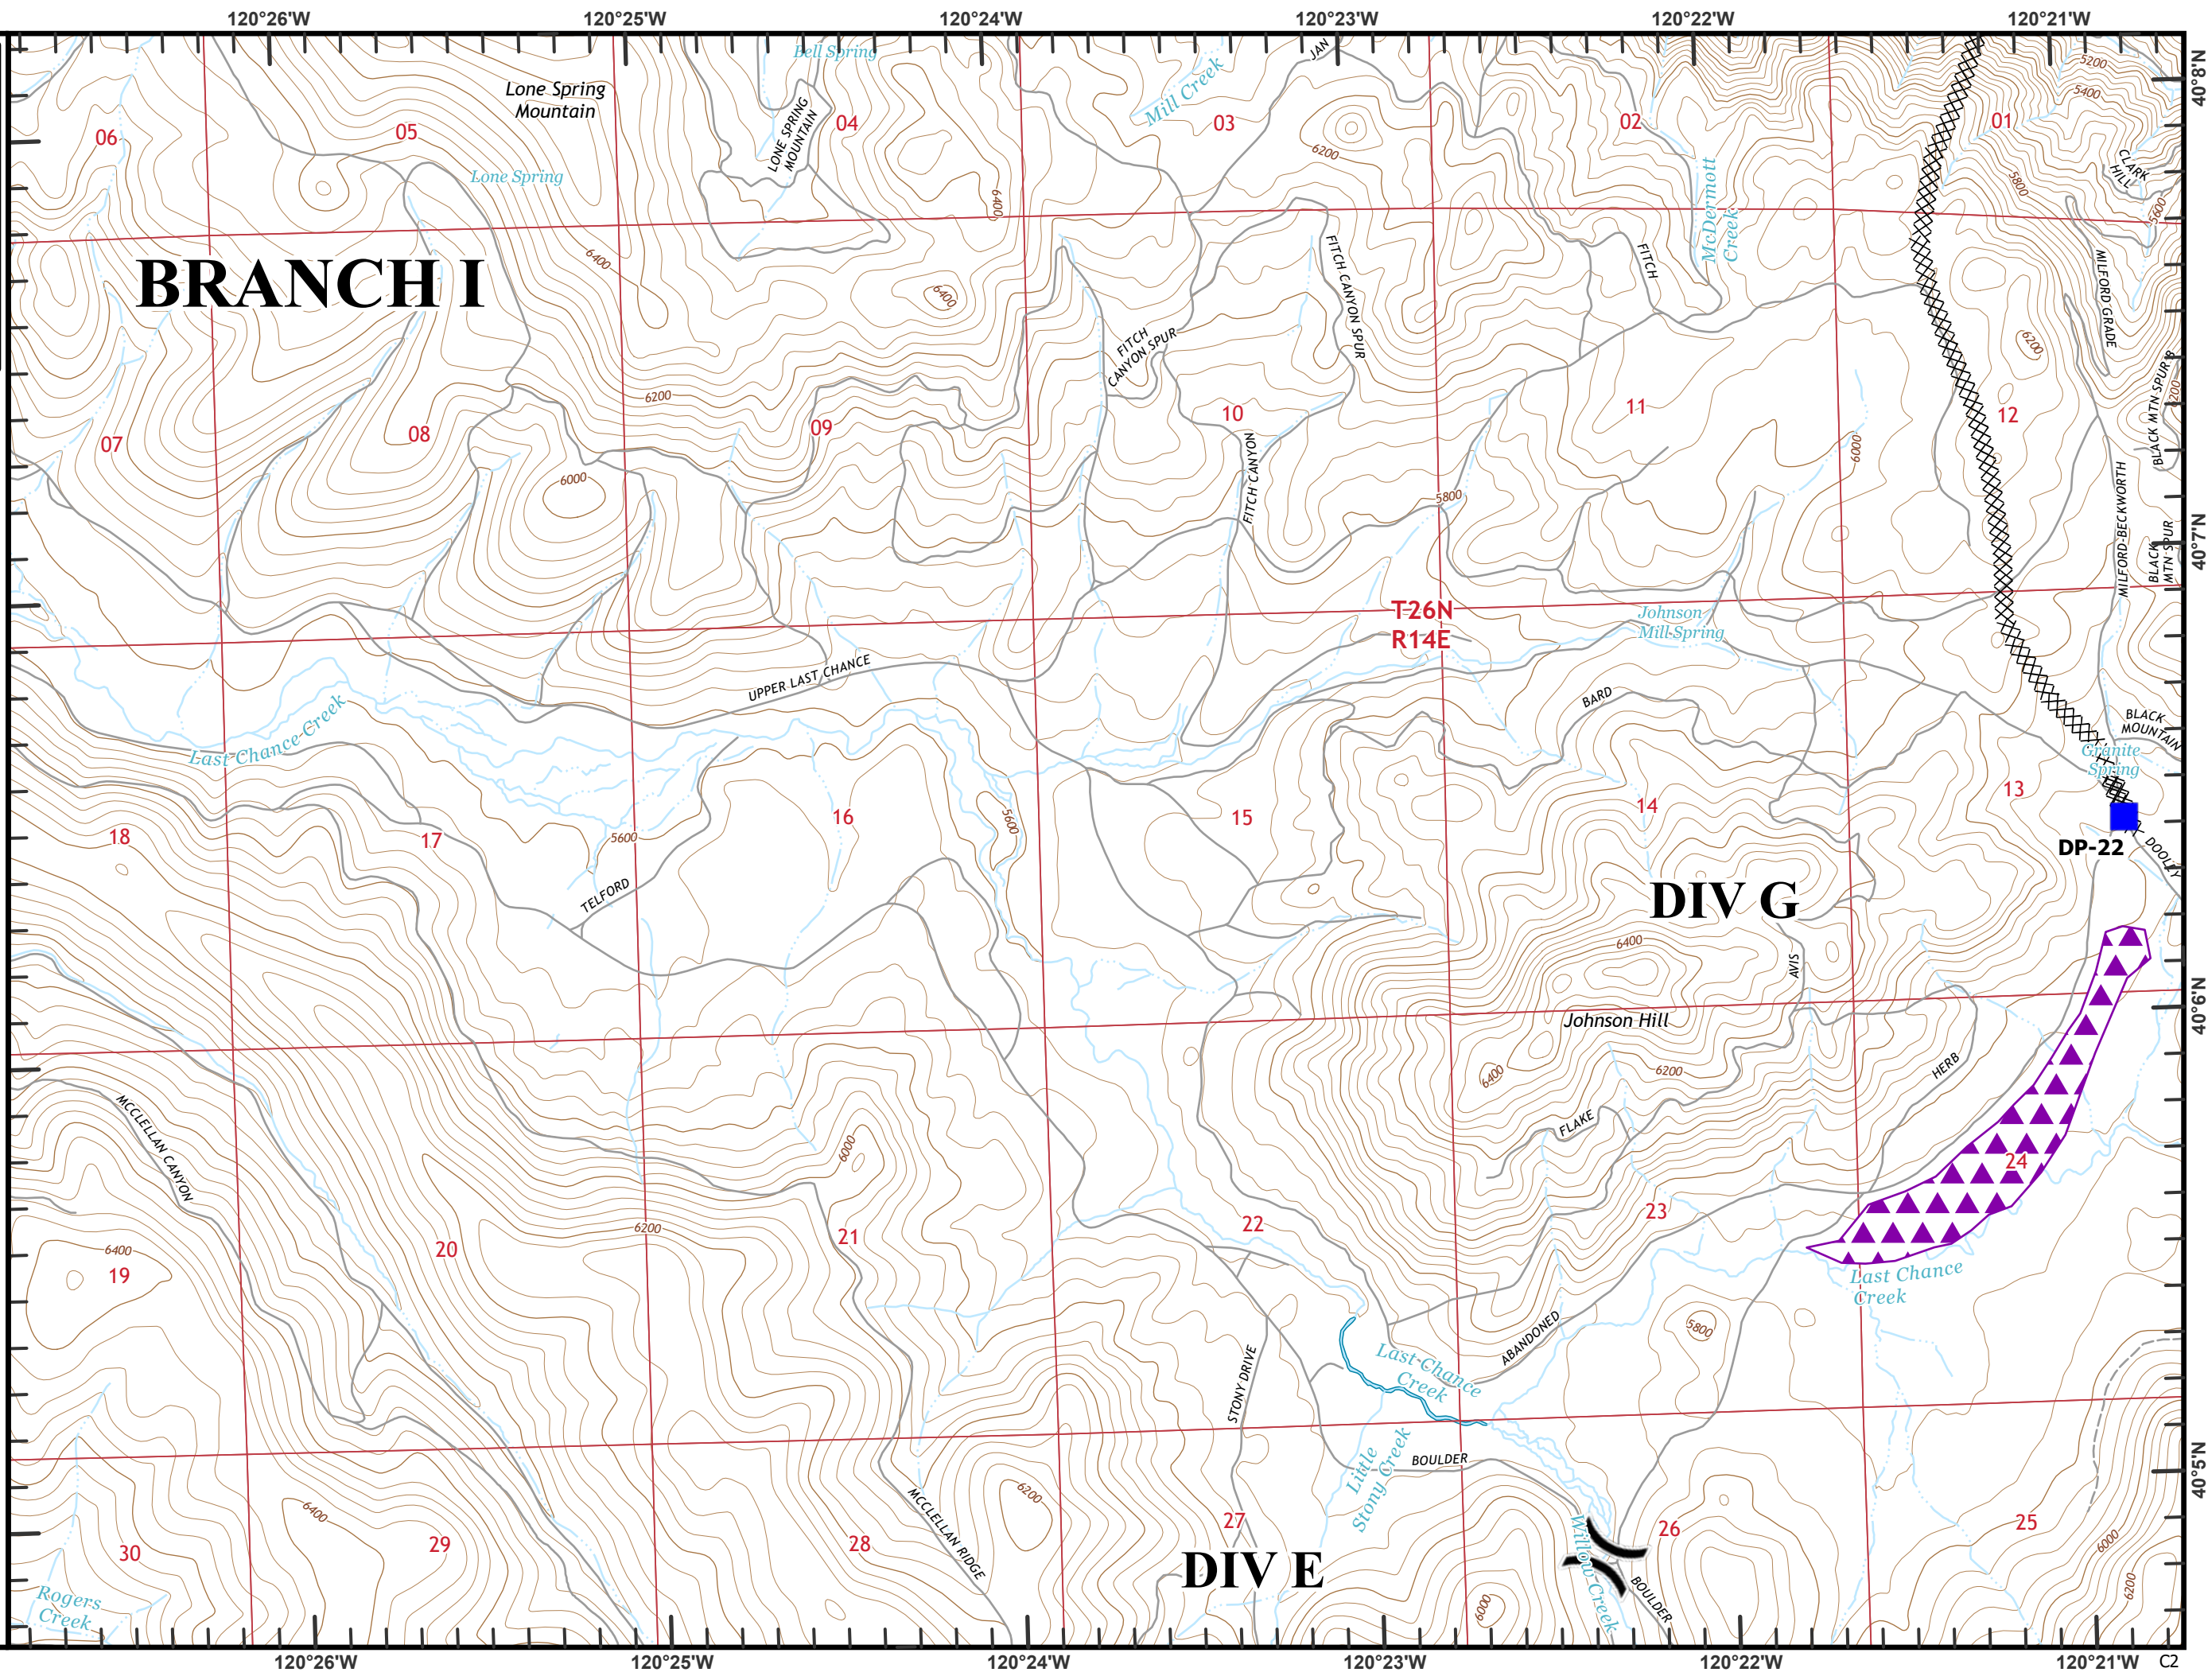 120°26'W
120°25'W
120°24'W
120°23'W
120°22'W
120°21'W
40°8'N
Bell Spring
JAN
5200
Lone Spring
Mountain
Mill Creek
5400
LONE SPRING
MOUNTAIN
06
05
04
03
02
01
6200
CLARK
HILL
Lone Spring
6400
McDermott
Creek
5800
5600
BRANCH I
6400
6400
FITCH CANYON SPUR
FITCH
MILFORD GRADE
FITCH
CANYON SPUR
6200
6200
07
08
09
10
11
12
6200
BLACK MTN SPUR B
6000
5800
6000
FITCH CANYON
MILFORD-BECKWORTH
BLACK
MTN SPUR
40°7'N
T26N
R14E
Johnson
Mill Spring
UPPER LAST CHANCE
BARD
Last Chance Creek
BLACK
MOUNTAIN
Granite
Spring
18
17
16
15
14
13
5600
5600
DP-22
DOOLEY
TELFORD
DIV G
6400
AVIS
40°6'N
Johnson Hill
6400
6200
HERB
MCCLELLAN CANYON
FLAKE
6000
24
19
20
21
22
23
6400
6200
Last Chance
Creek
5800
ABANDONED
STONY DRIVE
Last Chance
Creek
Little
Stony Creek
BOULDER
40°5'N
6400
6200
MCCLELLAN RIDGE
30
29
28
27
26
25
6000
Willow Creek
DIV E
BOULDER
6000
6200
Rogers
Creek
120°26'W
120°25'W
120°24'W
120°23'W
120°22'W
120°21'W
C2